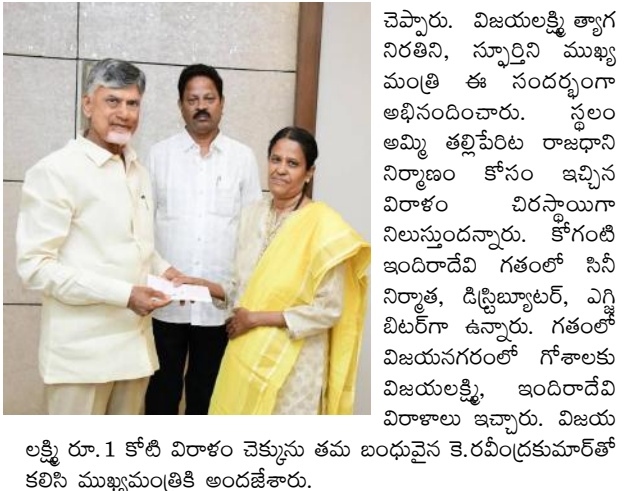 చెప్పారు. విజయలక్ష్మి త్యాగ
నిరతిని, స్ఫూర్తిని ముఖ్య
మంత్రి ఈ సందర్భంగా
అభినందించారు. స్థలం
అమ్మి తల్లిపేరిట రాజధాని
నిర్మాణం కోసం ఇచ్చిన
విరాళం చిరస్థాయిగా
నిలుస్తుందన్నారు. కోగంటి
ఇందిరాదేవి గతంలో సినీ
నిర్మాత, డిస్ట్రిబ్యూటర్, ఎగ్జి
బిటర్‌గా ఉన్నారు. గతంలో
విజయనగరంలో గోశాలకు
విజయలక్ష్మి, ఇందిరాదేవి
విరాళాలు ఇచ్చారు. విజయ
లక్ష్మి రూ.1 కోటి విరాళం చెక్కును తమ బంధువైన కె.రవీంద్రకుమార్‌తో
కలిసి ముఖ్యమంత్రికి అందజేశారు.